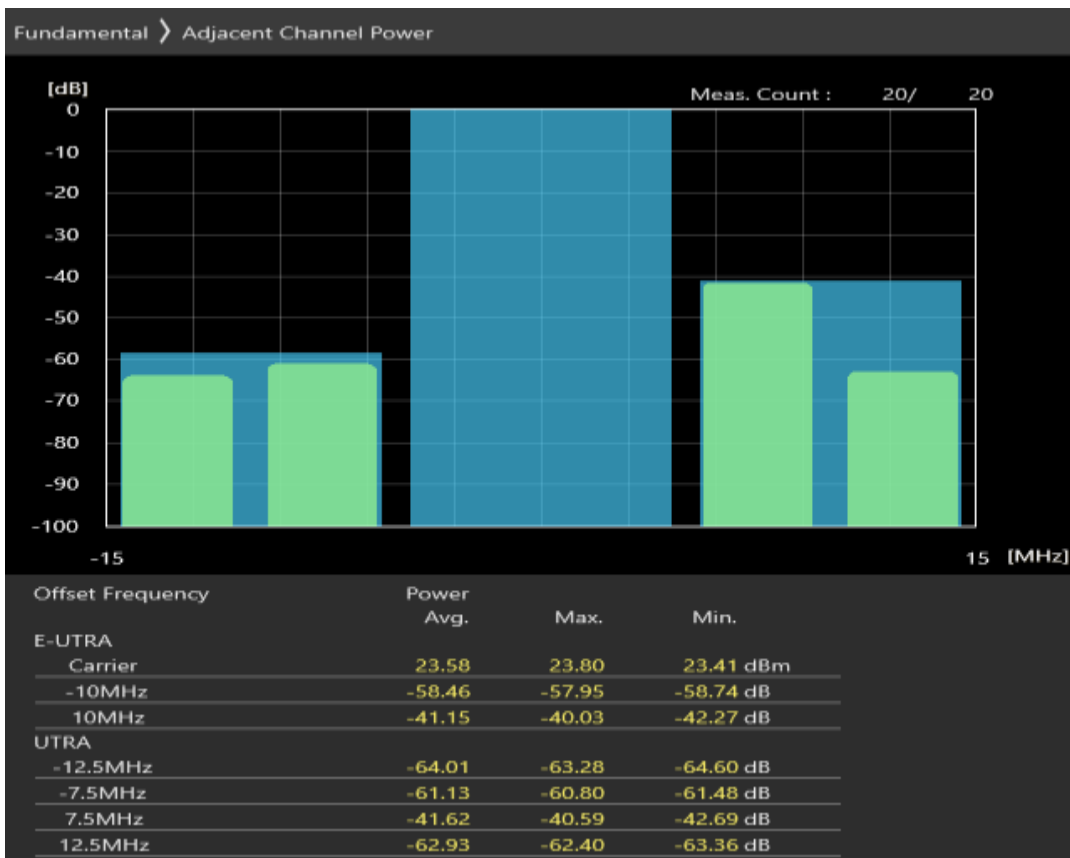 Fundamental 〉 Adjacent Channel Power
[dB]
Meas. Count : 20/ 20
0
-10
-20
-30
-40
-50
-60
-70
-80
-90
-100
-15 15 [MHz]
Offset Frequency Power
Avg. Max. Min.
E-UTRA
Carrier 23.58 23.80 23.41 dBm
-10MHz -58.46 -57.95 -58.74 dB
10MHz -41.15 -40.03 -42.27 dB
UTRA
-12.5MHz -64.01 -63.28 -64.60 dB
-7.5MHz -61.13 -60.80 -61.48 dB
7.5MHz -41.62 -40.59 -42.69 dB
12.5MHz -62.93 -62.40 -63.36 dB